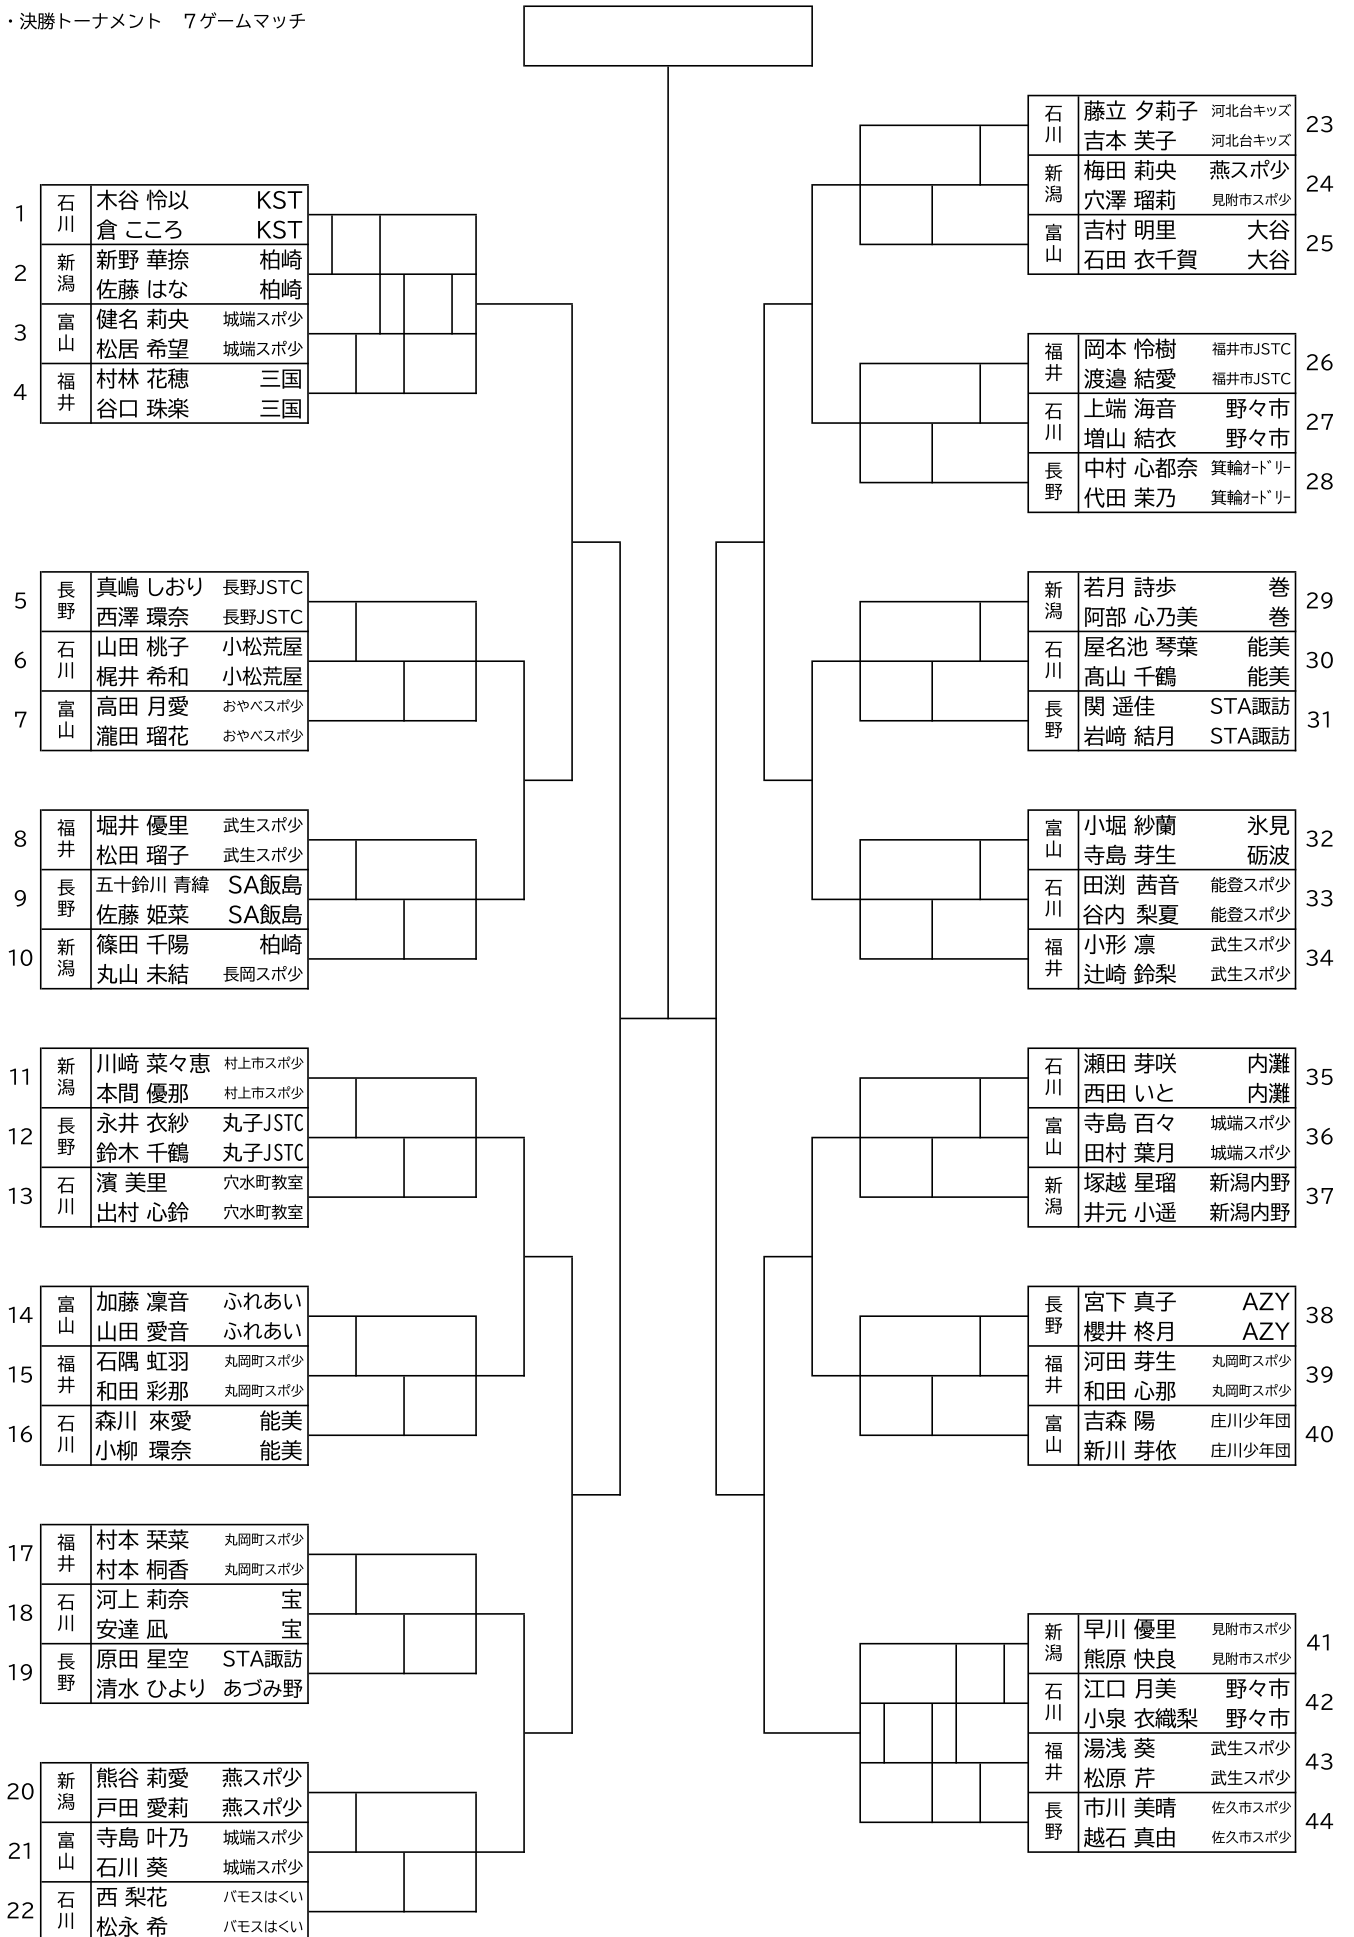 ・決勝トーナメント　７ゲームマッチ
1 石川 木谷 怜以 KST
倉 こころ KST
2 新潟 新野 華捺 柏崎
佐藤 はな 柏崎
3 富山 健名 莉央 城端スポ少
松居 希望 城端スポ少
4 福井 村林 花穂 三国
谷口 珠楽 三国
5 長野 真嶋 しおり 長野JSTC
西澤 環奈 長野JSTC
6 石川 山田 桃子 小松荒屋
梶井 希和 小松荒屋
7 富山 高田 月愛 おやべスポ少
瀧田 瑠花 おやべスポ少
8 福井 堀井 優里 武生スポ少
松田 瑠子 武生スポ少
9 長野 五十鈴川 青緯 SA飯島
佐藤 姫菜 SA飯島
10 新潟 篠田 千陽 柏崎
丸山 未結 長岡スポ少
11 新潟 川﨑 菜々恵 村上市スポ少
本間 優那 村上市スポ少
12 長野 永井 衣紗 丸子JSTC
鈴木 千鶴 丸子JSTC
13 石川 濱 美里 穴水町教室
出村 心鈴 穴水町教室
14 富山 加藤 凜音 ふれあい
山田 愛音 ふれあい
15 福井 石隅 虹羽 丸岡町スポ少
和田 彩那 丸岡町スポ少
16 石川 森川 來愛 能美
小柳 環奈 能美
17 福井 村本 栞菜 丸岡町スポ少
村本 桐香 丸岡町スポ少
18 石川 河上 莉奈 宝
安達 凪 宝
19 長野 原田 星空 STA諏訪
清水 ひより あづみ野
20 新潟 熊谷 莉愛 燕スポ少
戸田 愛莉 燕スポ少
21 富山 寺島 叶乃 城端スポ少
石川 葵 城端スポ少
22 石川 西 梨花 バモスはくい
松永 希 バモスはくい
石川 藤立 夕莉子 河北台キッズ 23
吉本 芙子 河北台キッズ
新潟 梅田 莉央 燕スポ少 24
穴澤 瑠莉 見附市スポ少
富山 吉村 明里 大谷 25
石田 衣千賀 大谷
福井 岡本 怜樹 福井市JSTC 26
渡邉 結愛 福井市JSTC
石川 上端 海音 野々市 27
増山 結衣 野々市
長野 中村 心都奈 箕輪ｵｰﾄﾞﾘｰ 28
代田 茉乃 箕輪ｵｰﾄﾞﾘｰ
新潟 若月 詩歩 巻 29
阿部 心乃美 巻
石川 屋名池 琴葉 能美 30
髙山 千鶴 能美
長野 関 遥佳 STA諏訪 31
岩﨑 結月 STA諏訪
富山 小堀 紗蘭 氷見 32
寺島 芽生 砺波
石川 田渕 茜音 能登スポ少 33
谷内 梨夏 能登スポ少
福井 小形 凛 武生スポ少 34
辻崎 鈴梨 武生スポ少
石川 瀬田 芽咲 内灘 35
西田 いと 内灘
富山 寺島 百々 城端スポ少 36
田村 葉月 城端スポ少
新潟 塚越 星瑠 新潟内野 37
井元 小遥 新潟内野
長野 宮下 真子 AZY 38
櫻井 柊月 AZY
福井 河田 芽生 丸岡町スポ少 39
和田 心那 丸岡町スポ少
富山 吉森 陽 庄川少年団 40
新川 芽依 庄川少年団
新潟 早川 優里 見附市スポ少 41
熊原 快良 見附市スポ少
石川 江口 月美 野々市 42
小泉 衣織梨 野々市
福井 湯浅 葵 武生スポ少 43
松原 芹 武生スポ少
長野 市川 美晴 佐久市スポ少 44
越石 真由 佐久市スポ少